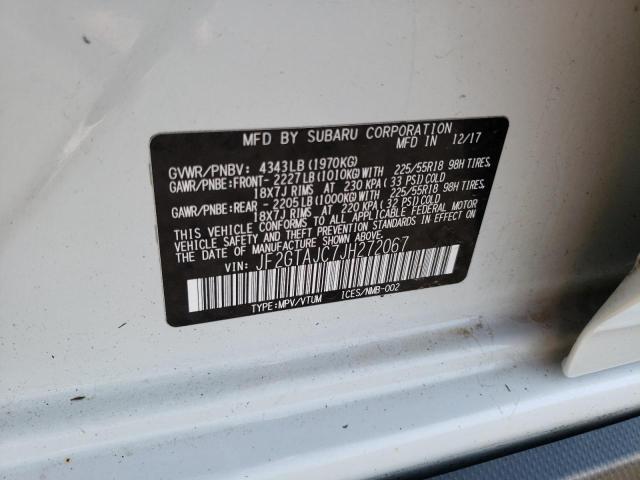 MFD BY SUBARU CORPORATION
MFD IN 12/17
GVWR/PNBV: 4343LB(1970KG)
GAWR/PNBE:FRONT- 2227LB(1010KG)WITH 225/55R18 98H TIRES,
18X7J RIMS AT 230 KPA(33 PSI)COLD
GAWR/PNBE:REAR - 2205LB(1000KG)WITH 225/55R18 98H TIRES,
18X7J RIMS AT 220 KPA(32 PSI)COLD
THIS VEHICLE CONFORMS TO ALL APPLICABLE FEDERAL MOTOR
VEHICLE SAFETY AND THEFT PREVENTION STANDARDS IN EFFECT ON
THE DATE OF MANUFACTURE SHOWN ABOVE.
VIN: JF2GTAJC7JH272067
TYPE:MPV/VTUM ICES/NMB-002